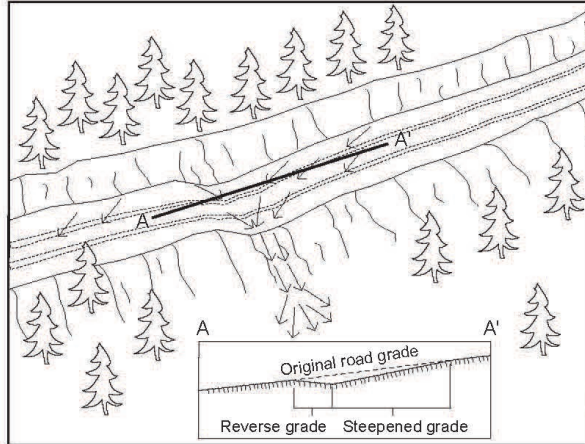 A'
A
A
A'
Original road grade
Reverse grade
Steepened grade